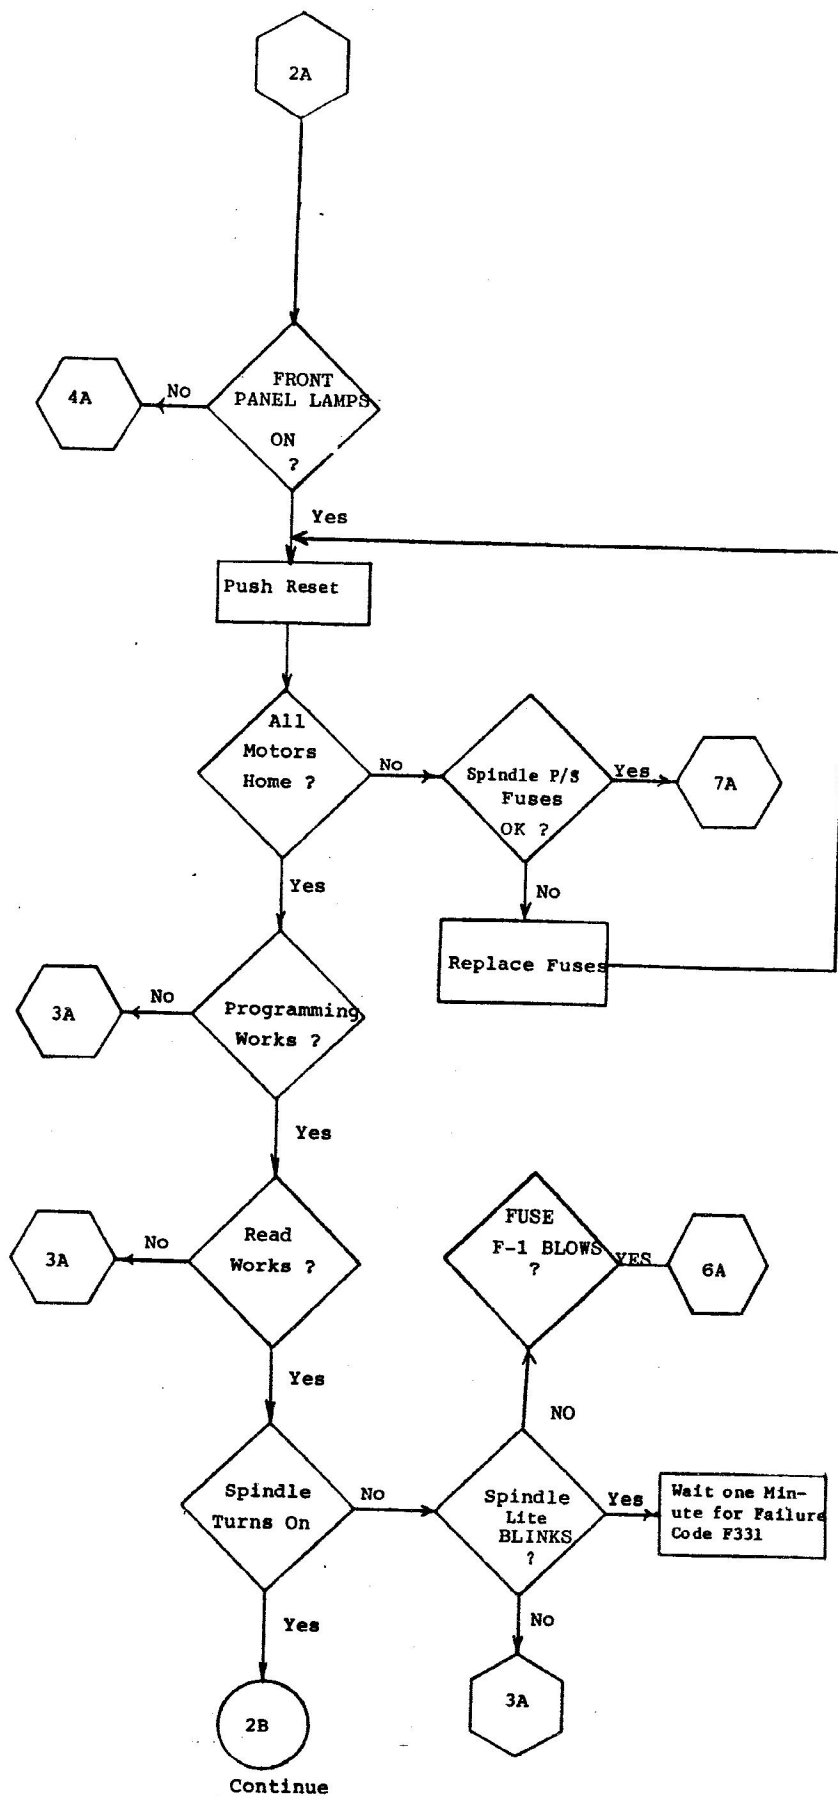 2A
FRONT
PANEL LAMPS
ON
?
No
4A
Yes
Push Reset
All
Motors
Home ?
No
Spindle P/S
Fuses
OK ?
Yes
7A
Yes
No
Replace Fuses
Programming
Works ?
No
3A
Yes
Read
Works ?
No
3A
FUSE
F-1 BLOWS
?
YES
6A
Yes
NO
Spindle
Turns On
No
Spindle
Lite
BLINKS
?
Yes
Wait one Min-
ute for Failure
Code F331
Yes
No
3A
2B
Continue